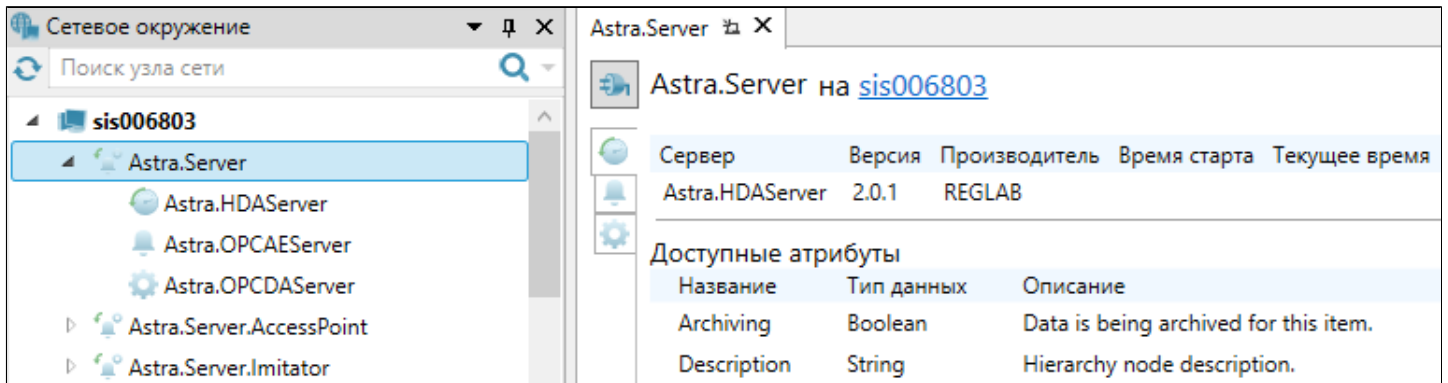 Сетевое окружение
Поиск узла сети
sis006803
Astra.Server
Astra.HDAServer
Astra.OPCAEServer
Astra.OPCDAServer
Astra.Server.AccessPoint
Astra.Server.Imitator
Astra.Server
Astra.Server на sis006803
Сервер Версия Производитель Время старта Текущее время
Astra.HDAServer 2.0.1 REGLAB
Доступные атрибуты
Название Тип данных Описание
Archiving Boolean Data is being archived for this item.
Description String Hierarchy node description.